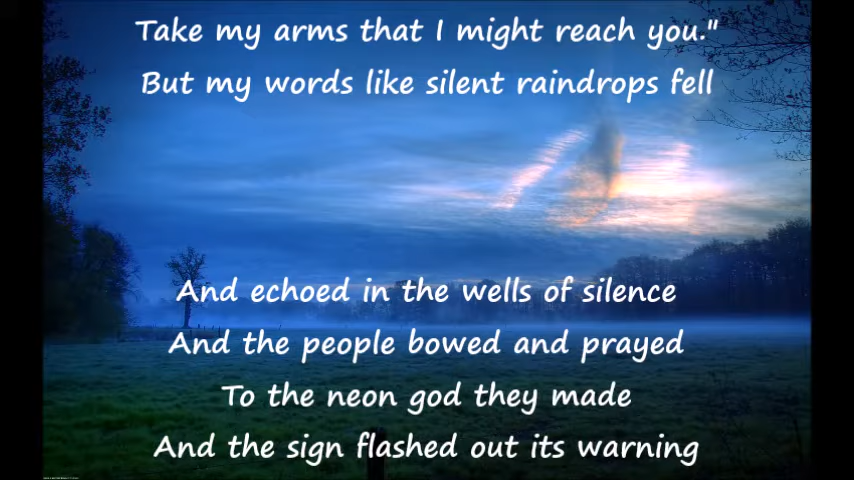 Take my arms that I might reach you."
But my words like silent raindrops fell
And echoed in the wells of silence
And the people bowed and prayed
To the neon god they made
And the sign flashed out its warning